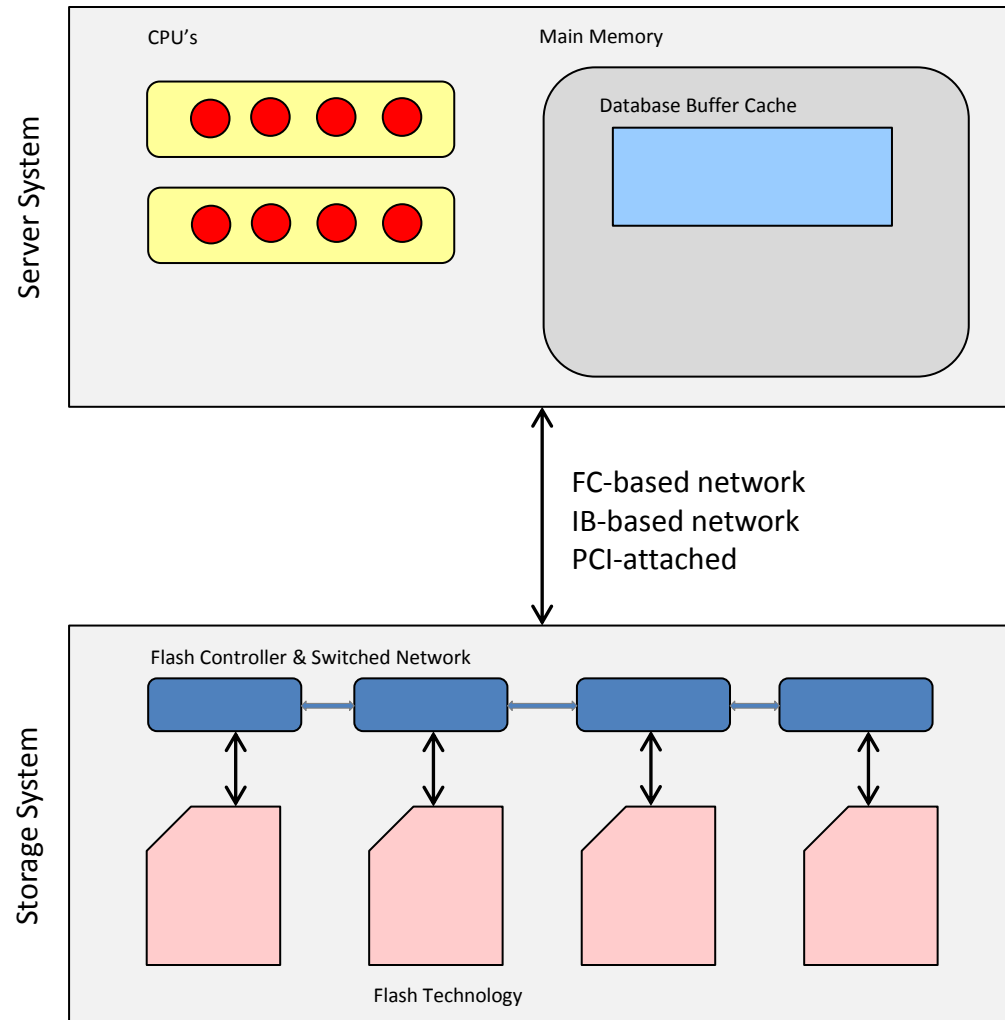 Server System
CPU's
Main Memory
Database Buffer Cache
FC-based network
IB-based network
PCI-attached
Storage System
Flash Controller & Switched Network
Flash Technology